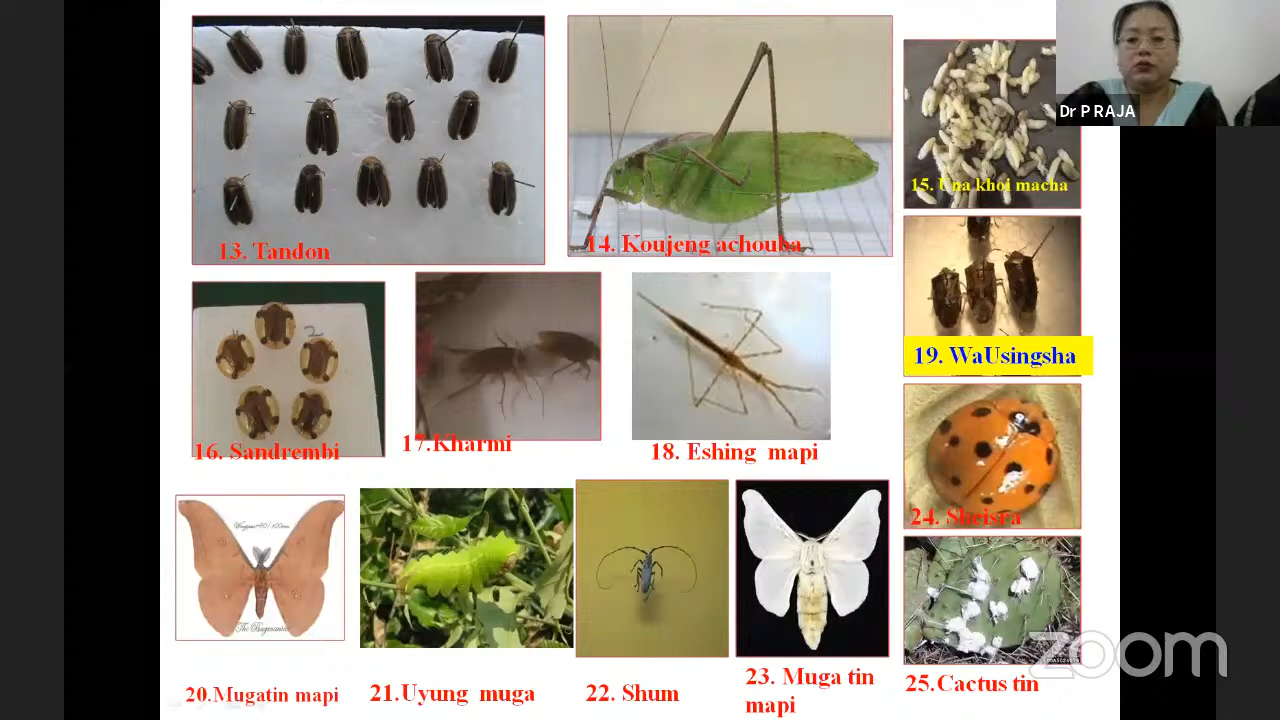 Dr P RAJA
13. Tandon
14. Koujeng achouba
15. Una khoi macha
16. Sandrembi
17.Kharmi
18. Eshing mapi
19. WaUsingsha
20.Mugatin mapi
21.Uyung muga
22. Shum
23. Muga tin
mapi
24. Sheisra
25.Cactus tin
2
zoom